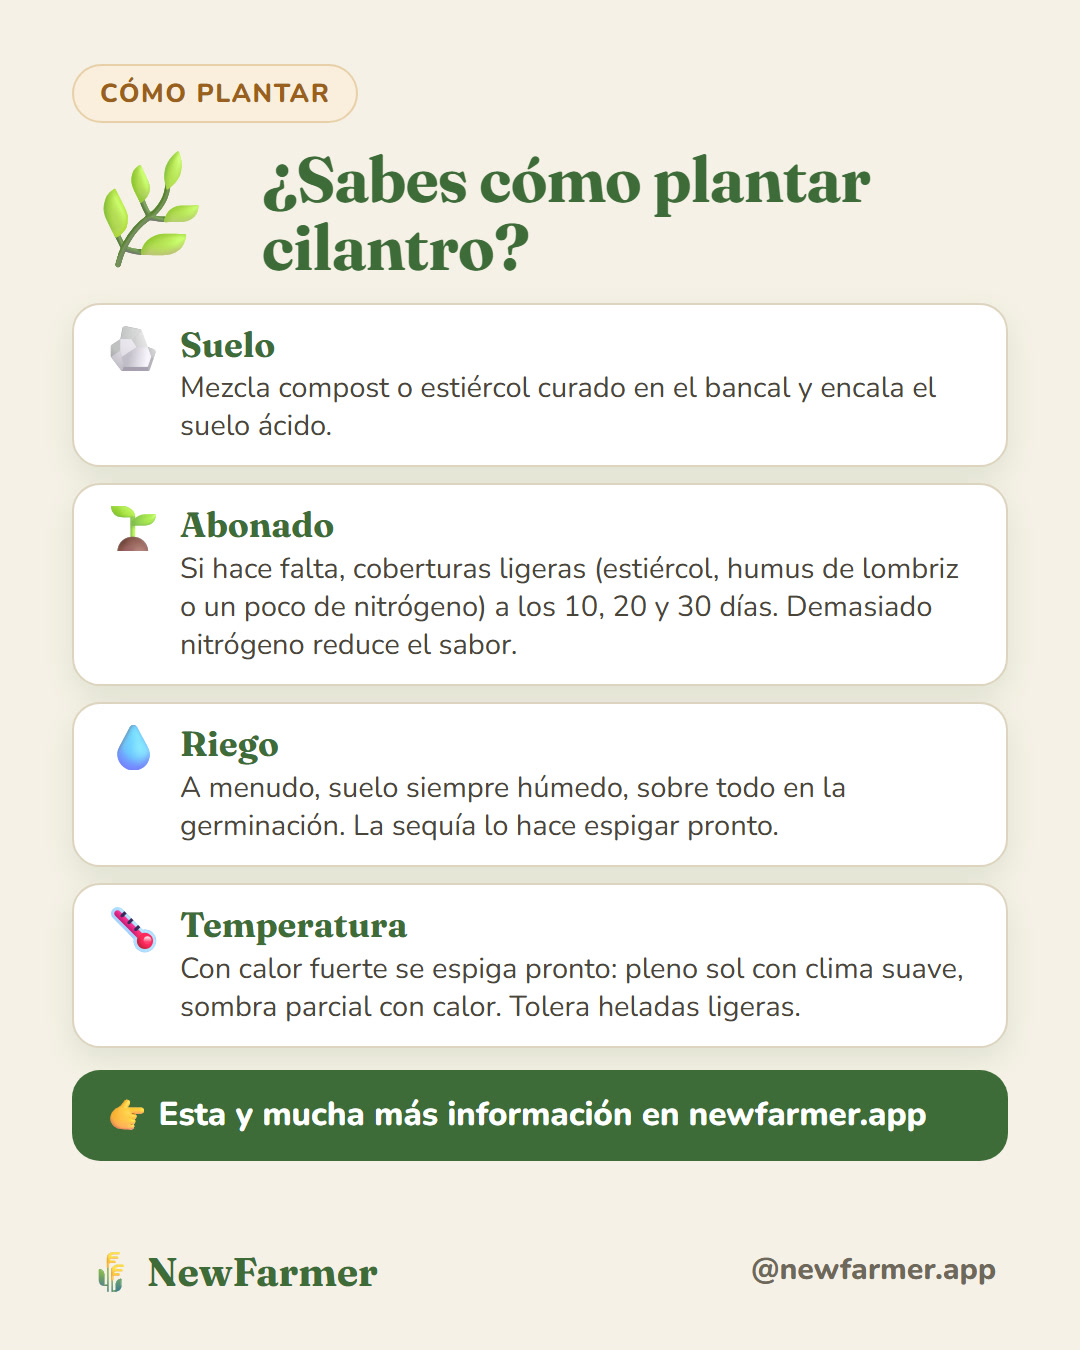 CÓMO PLANTAR
¿Sabes cómo plantar
cilantro?
Suelo
Mezcla compost o estiércol curado en el bancal y encala el
suelo ácido.
Abonado
Si hace falta, coberturas ligeras (estiércol, humus de lombriz
o un poco de nitrógeno) a los 10, 20 y 30 días. Demasiado
nitrógeno reduce el sabor.
Riego
A menudo, suelo siempre húmedo, sobre todo en la
germinación. La sequía lo hace espigar pronto.
Temperatura
Con calor fuerte se espiga pronto: pleno sol con clima suave,
sombra parcial con calor. Tolera heladas ligeras.
👉 Esta y mucha más información en newfarmer.app
NewFarmer
@newfarmer.app